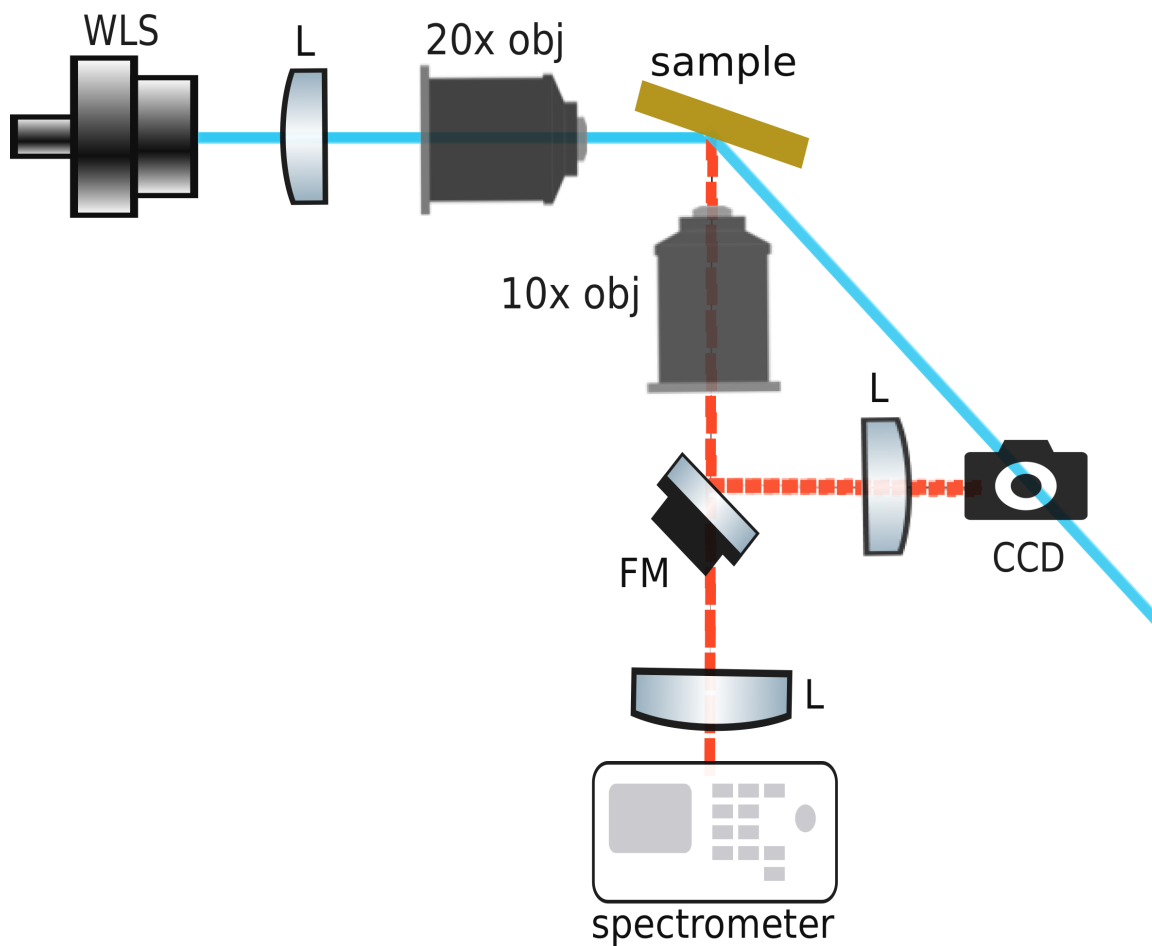 WLS
L
20x obj
sample
10x obj
L
FM
CCD
L
spectrometer